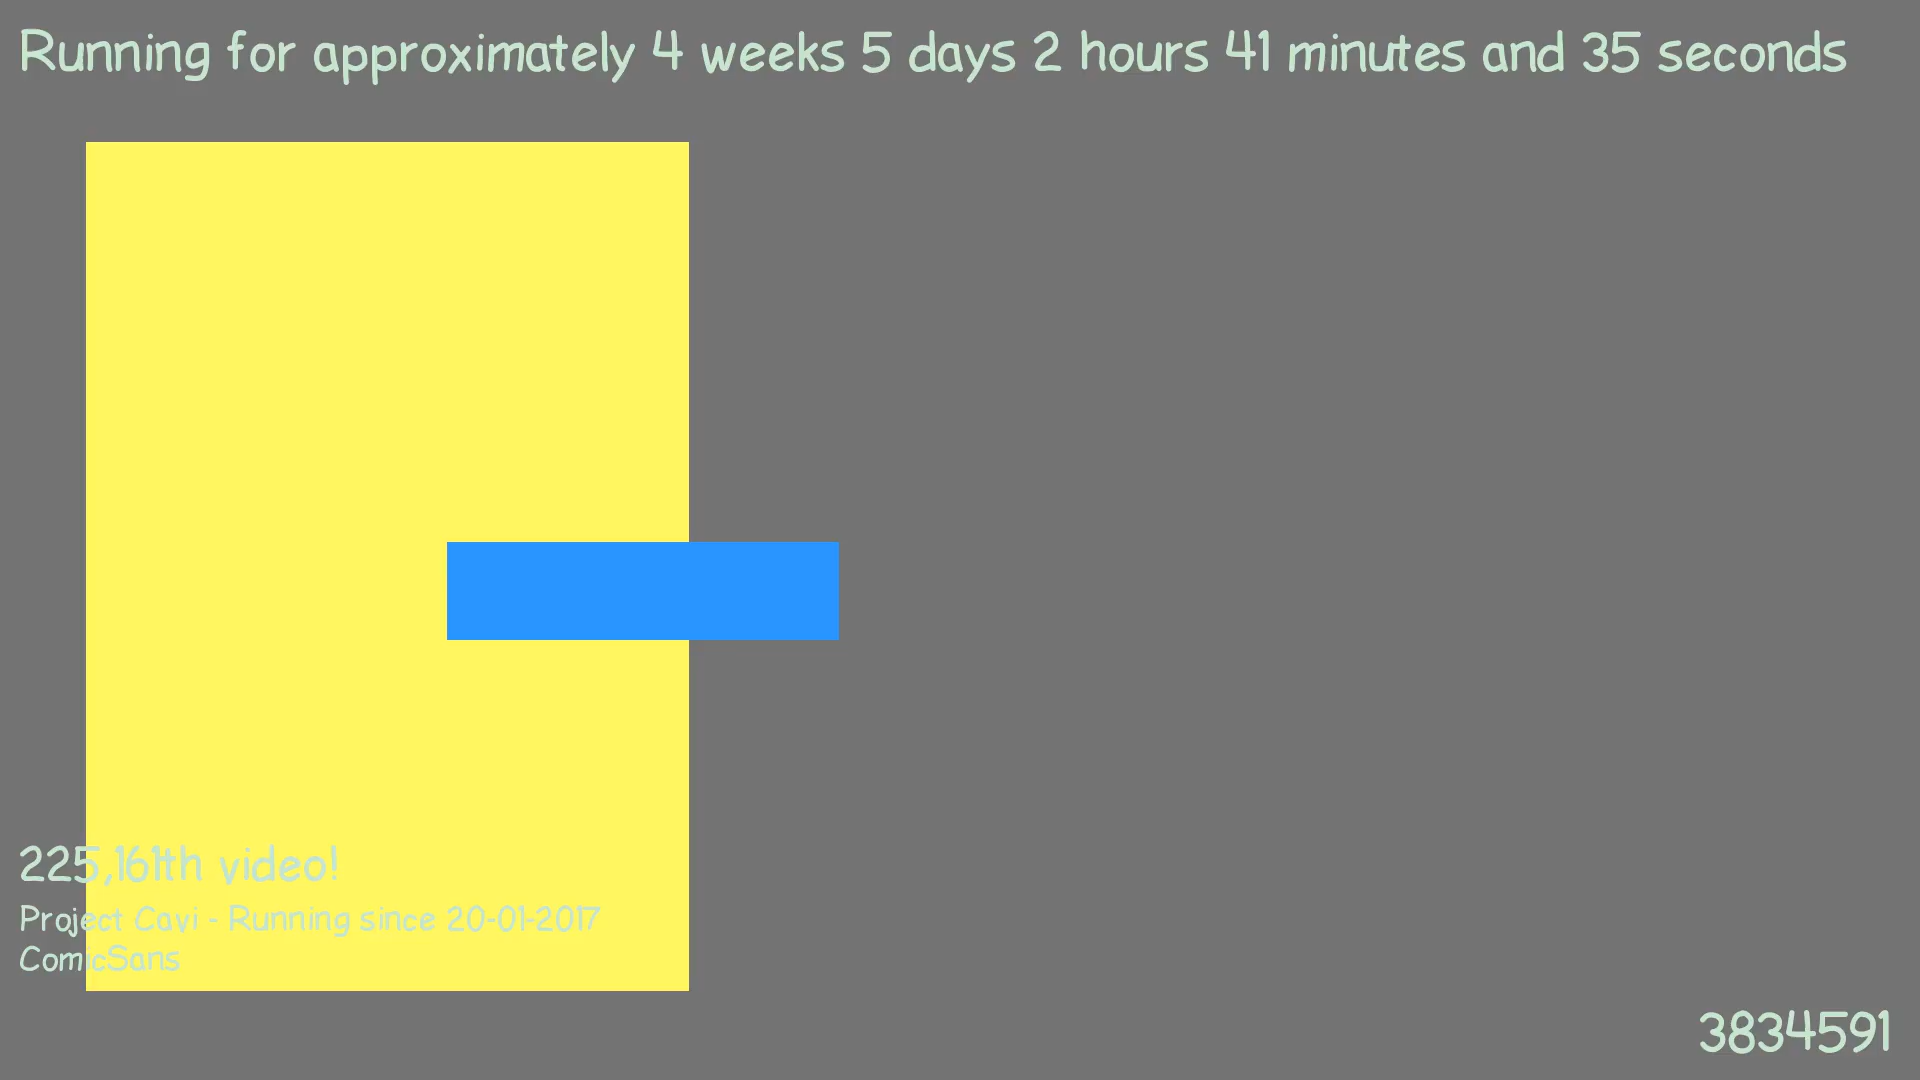 Running for approximately 4 weeks 5 days 2 hours 41 minutes and 35 seconds
225,161th video!
Project Cavi - Running since 20-01-2017
ComicSans
3834591